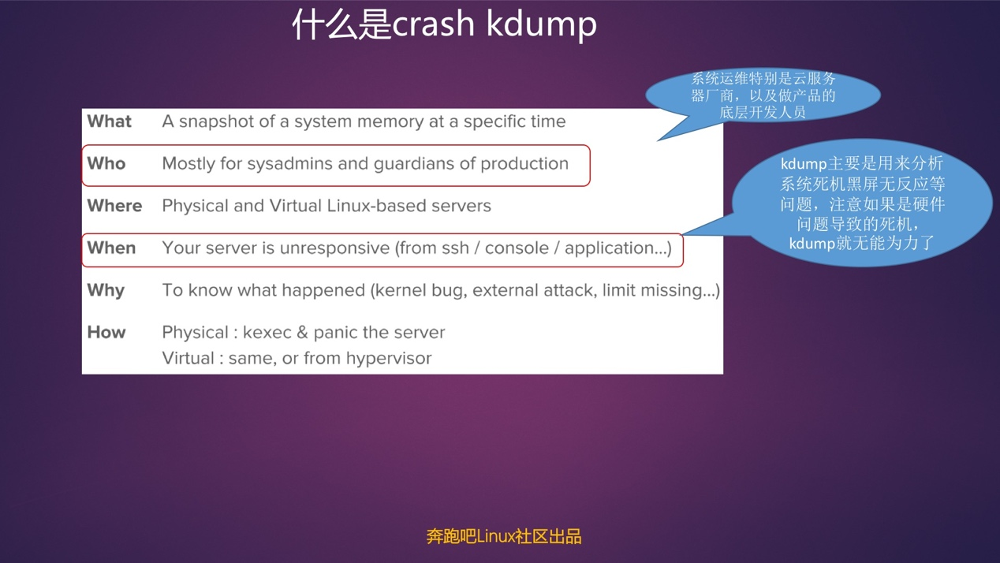 什么是crash kdump
系统运维特别是云服务
器厂商，以及做产品的
底层开发人员
What A snapshot of a system memory at a specific time
Who Mostly for sysadmins and guardians of production
Where Physical and Virtual Linux-based servers
When Your server is unresponsive (from ssh / console / application...)
Why To know what happened (kernel bug, external attack, limit missing...)
How Physical : kexec & panic the server
Virtual : same, or from hypervisor
kdump主要是用来分析
系统死机黑屏无反应等
问题，注意如果是硬件
问题导致的死机，
kdump就无能为力了
奔跑吧Linux社区出品